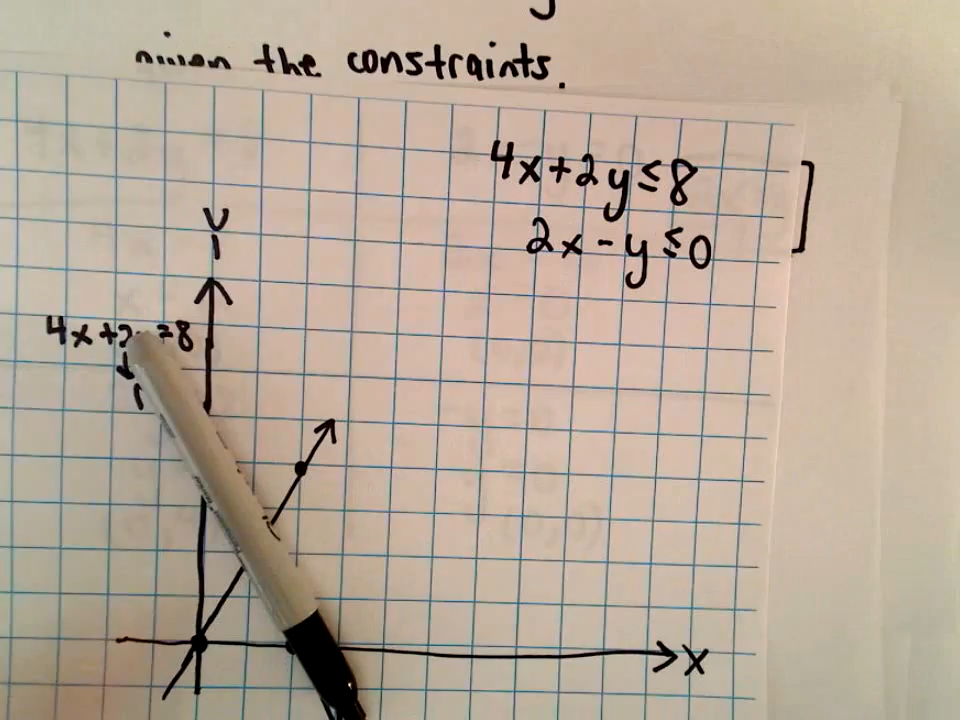 the constraints.
4x+2y≤8
2x-y≤0
x